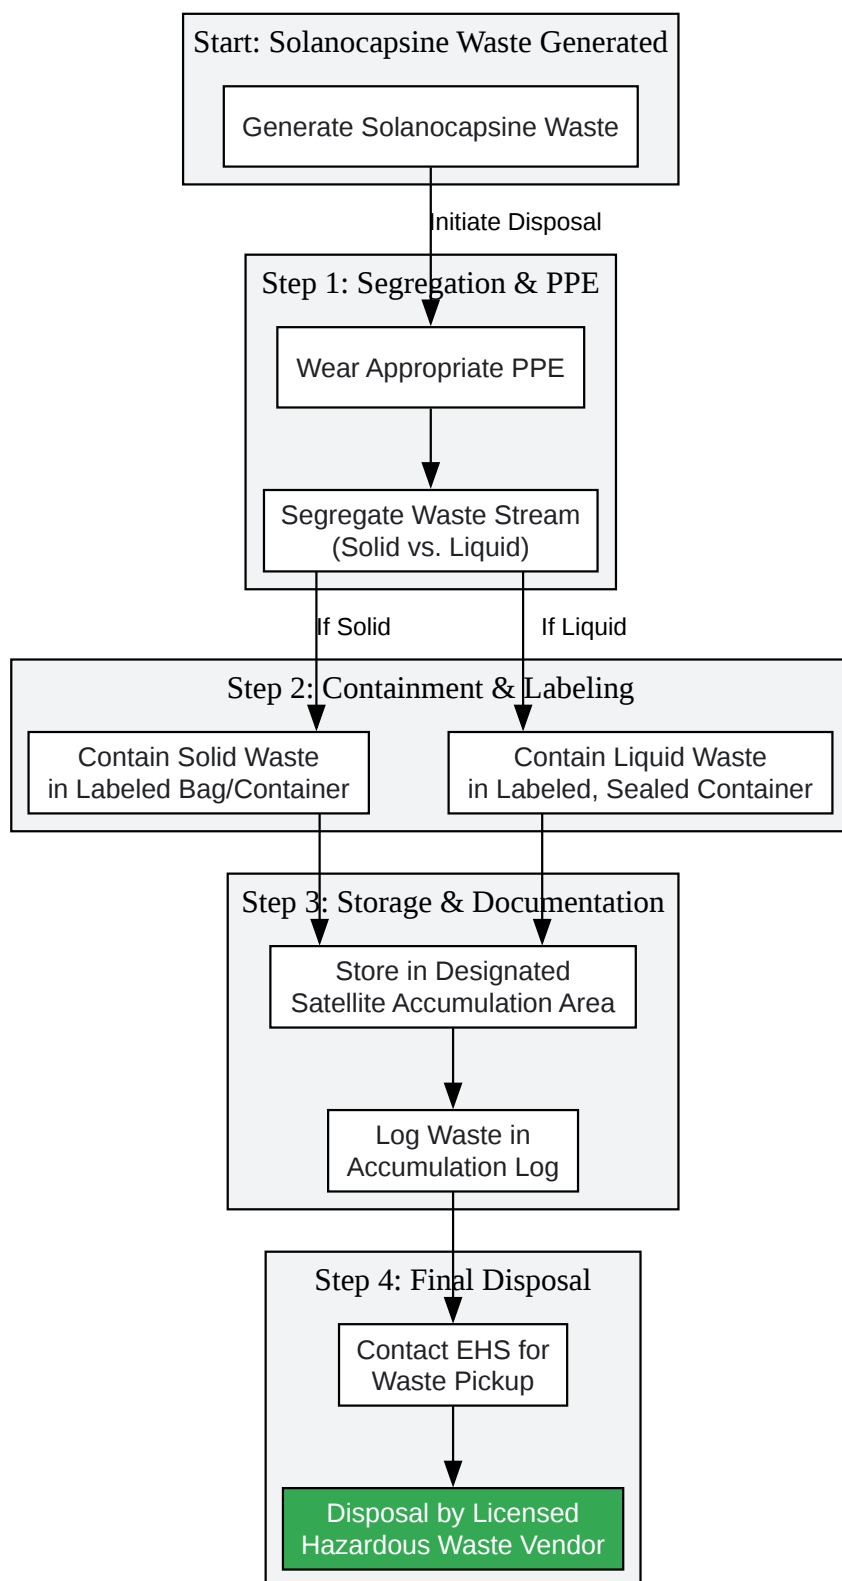 Start: Solanocapsine Waste Generated
Generate Solanocapsine Waste
Initiate Disposal
Step 1: Segregation & PPE
Wear Appropriate PPE
Segregate Waste Stream
(Solid vs. Liquid)
If Solid
If Liquid
Step 2: Containment & Labeling
Contain Solid Waste
in Labeled Bag/Container
Contain Liquid Waste
in Labeled, Sealed Container
Step 3: Storage & Documentation
Store in Designated
Satellite Accumulation Area
Log Waste in
Accumulation Log
Step 4: Final Disposal
Contact EHS for
Waste Pickup
Disposal by Licensed
Hazardous Waste Vendor